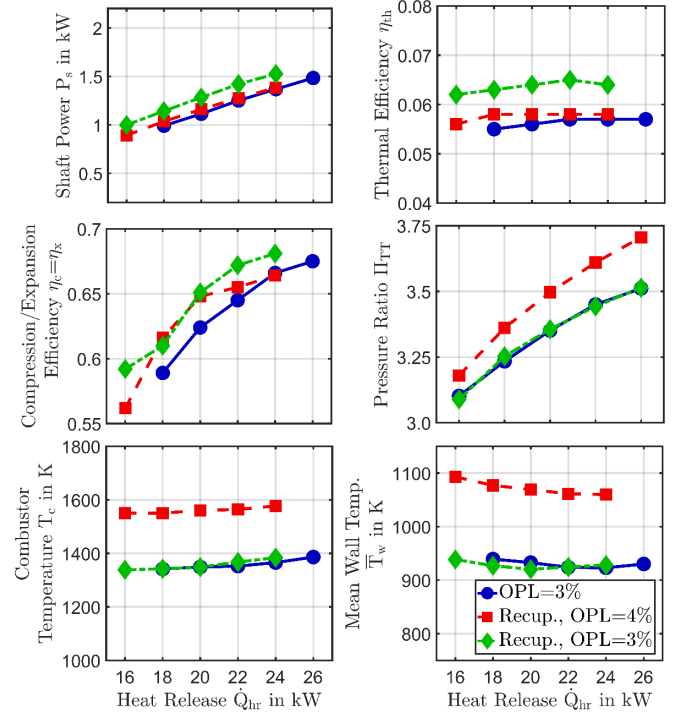 Shaft Power Pₛ in kW
2
1.5
1
0.5
Thermal Efficiency ηth
0.08
0.07
0.06
0.05
0.04
Compression/Expansion
Efficiency ηc=ηx
0.7
0.65
0.6
0.55
Pressure Ratio ΠTT
3.75
3.5
3.25
3.0
Combustor
Temperature Tc in K
1800
1600
1400
1200
1000
16 18 20 22 24 26
Heat Release Q̇hr in kW
Mean Wall Temp.
T̅w in K
1100
1000
900
800
OPL=3%
Recup., OPL=4%
Recup., OPL=3%
16 18 20 22 24 26
Heat Release Q̇hr in kW